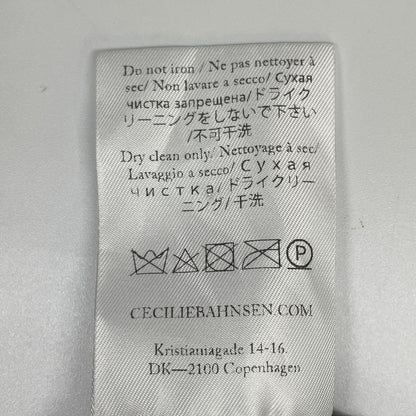 Do not iron / Ne pas nettoyer à
sec/ Non lavare a secco/ Сухая
чистка запрещена/ドライク
リーニングをしないで下さい
/不可干洗
Dry clean only/ Nettoyage à sec/
Lavaggio a secco/ Сухая
чистка/ドライクリー
ニング/干洗
P
CECILIEBAHNSEN.COM
Kristianiagade 14-16.
DK—2100 Copenhagen